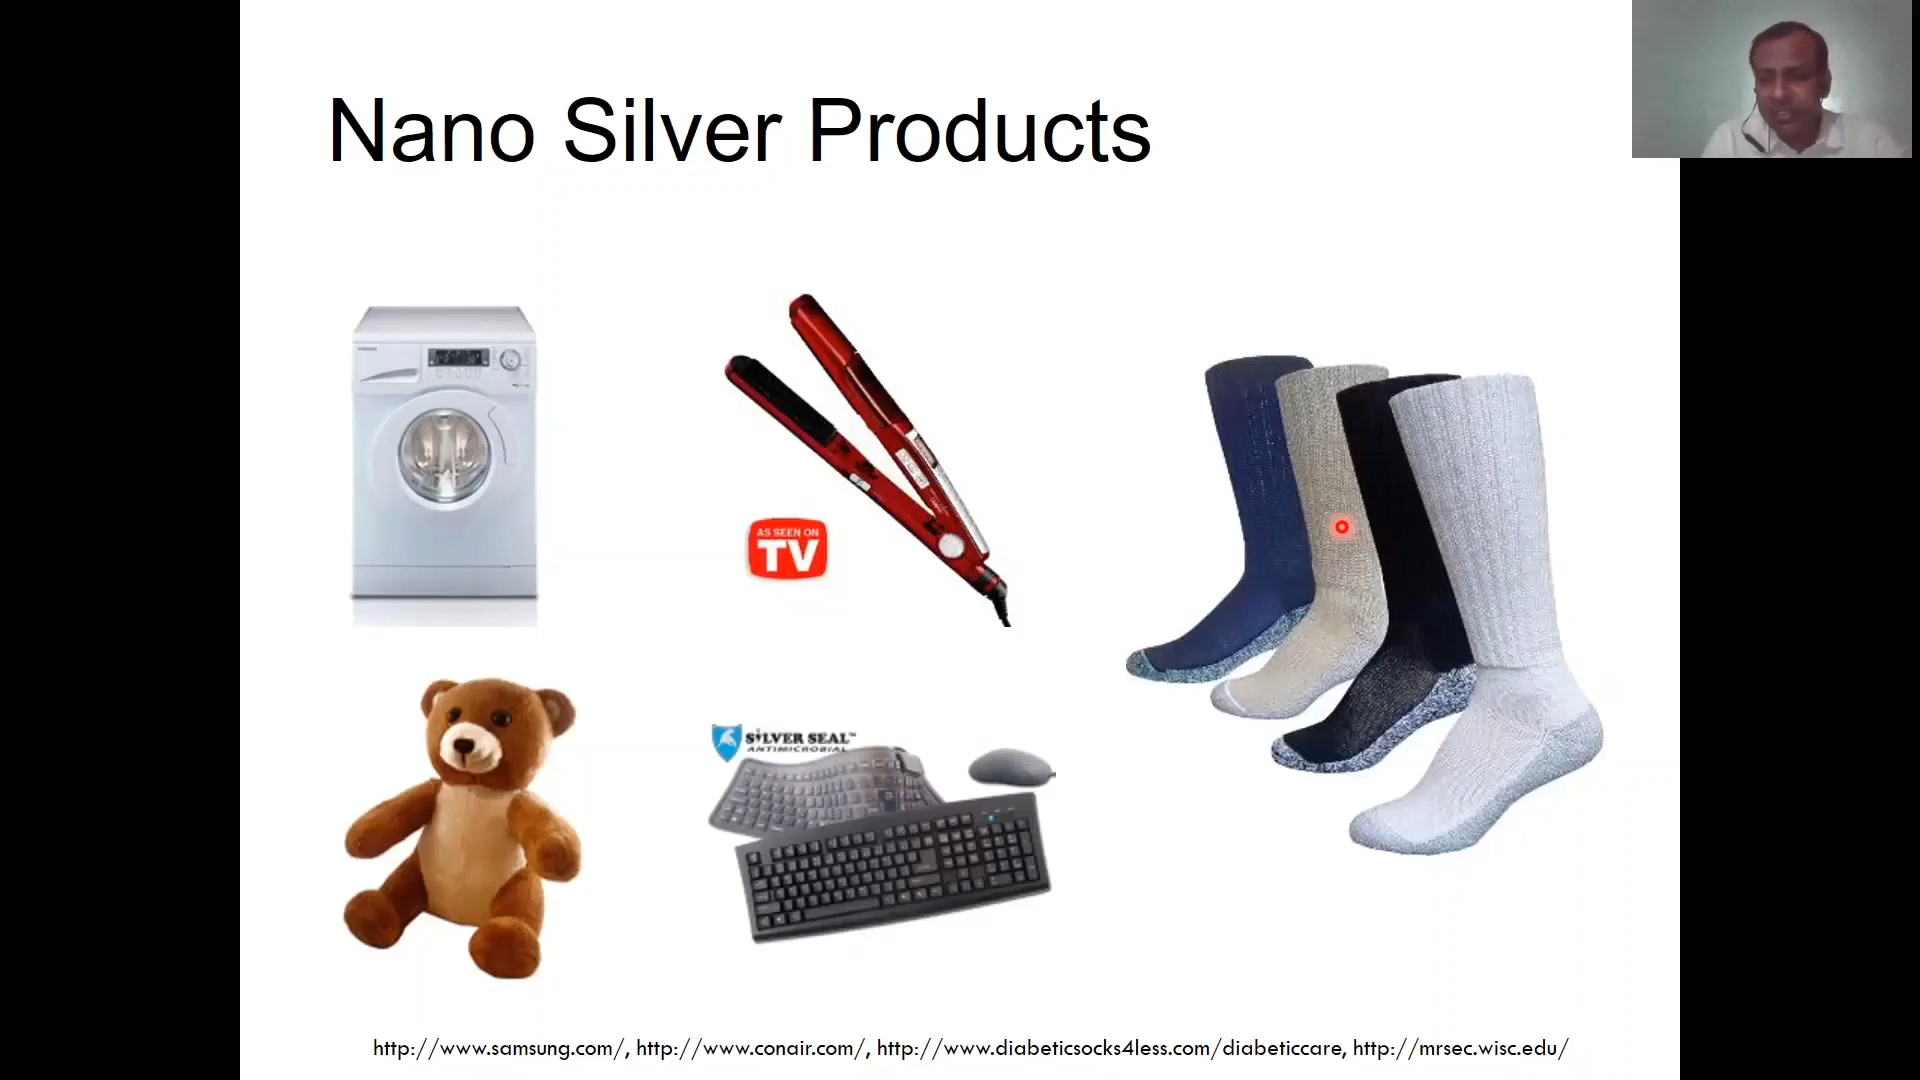 Nano Silver Products
AS SEEN ON
TV
SiLVER SEAL™
ANTIMICROBIAL
http://www.samsung.com/, http://www.conair.com/, http://www.diabeticsocks4less.com/diabeticcare, http://mrsec.wisc.edu/